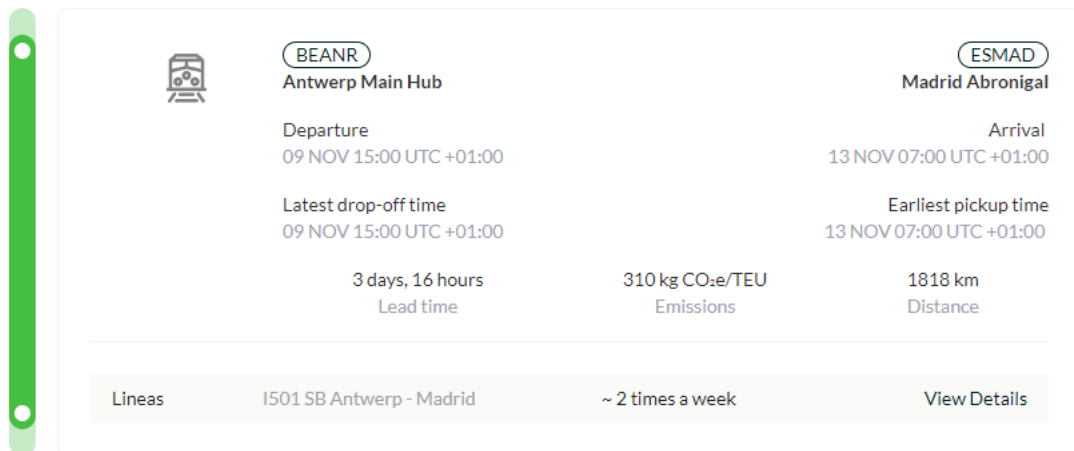 BEANR ESMAD
Antwerp Main Hub Madrid Abronigal
Departure Arrival
09 NOV 15:00 UTC +01:00 13 NOV 07:00 UTC +01:00
Latest drop-off time Earliest pickup time
09 NOV 15:00 UTC +01:00 13 NOV 07:00 UTC +01:00
3 days, 16 hours 310 kg CO₂e/TEU 1818 km
Lead time Emissions Distance
Lineas I501 SB Antwerp - Madrid ~ 2 times a week View Details